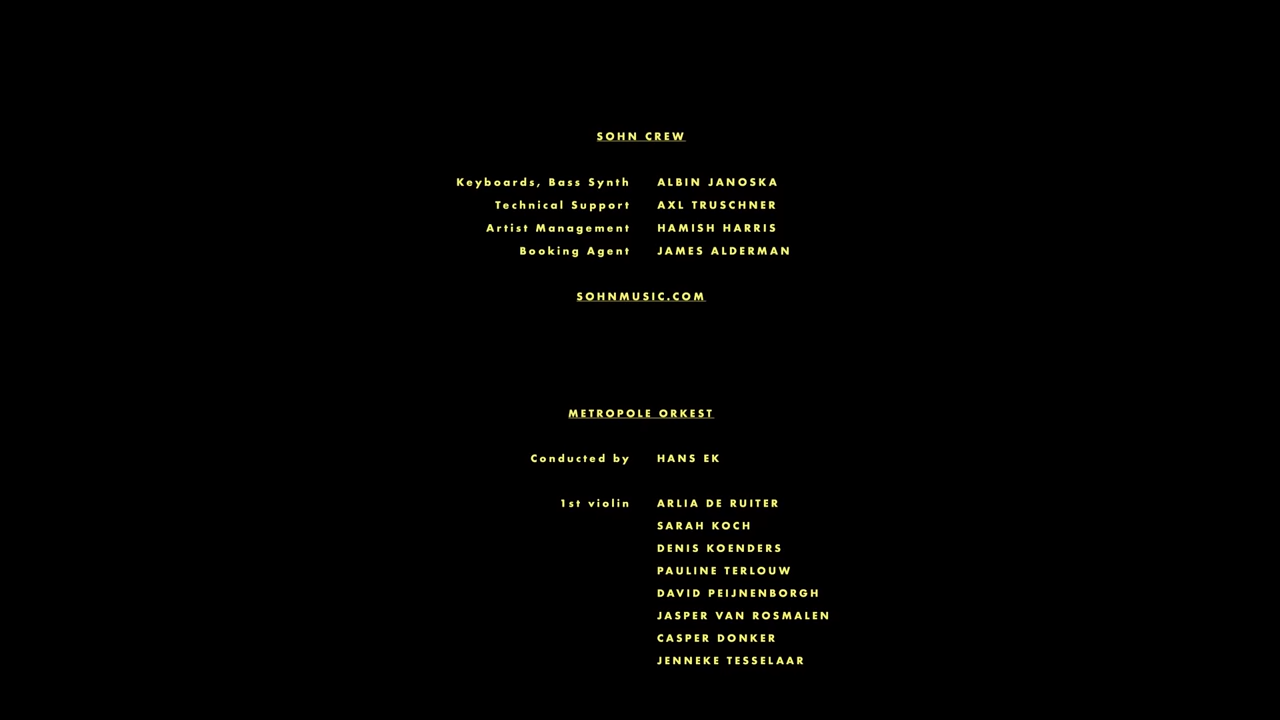 SOHN CREW
Keyboards, Bass Synth ALBIN JANOSKA
Technical Support AXL TRUSCHNER
Artist Management HAMISH HARRIS
Booking Agent JAMES ALDERMAN
SOHNMUSIC.COM
METROPOLE ORKEST
Conducted by HANS EK
1st violin ARLIA DE RUITER
SARAH KOCH
DENIS KOENDERS
PAULINE TERLOUW
DAVID PEIJNENBORGH
JASPER VAN ROSMALEN
CASPER DONKER
JENNEKE TESSELAAR